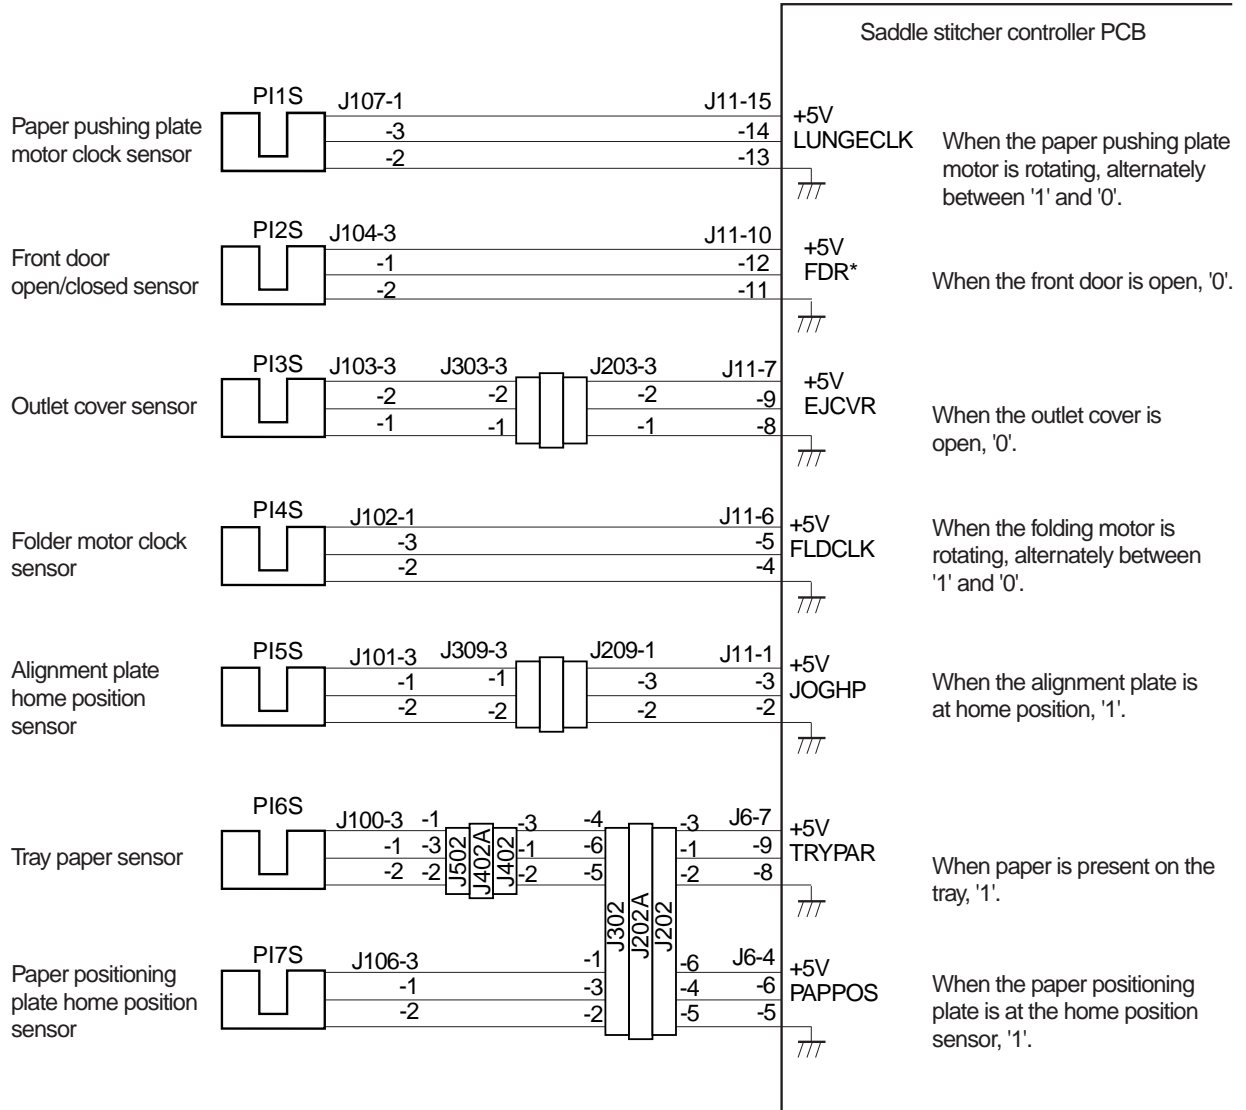 Saddle stitcher controller PCB
Paper pushing plate
motor clock sensor
PI1S
J107-1
-3
-2
J11-15
-14
-13
+5V
LUNGECLK
When the paper pushing plate
motor is rotating, alternately
between '1' and '0'.
Front door
open/closed sensor
PI2S
J104-3
-1
-2
J11-10
-12
-11
+5V
FDR*
When the front door is open, '0'.
Outlet cover sensor
PI3S
J103-3
-2
-1
J303-3
-2
-1
J203-3
-2
-1
J11-7
-9
-8
+5V
EJCVR
When the outlet cover is
open, '0'.
Folder motor clock
sensor
PI4S
J102-1
-3
-2
J11-6
-5
-4
+5V
FLDCLK
When the folding motor is
rotating, alternately between
'1' and '0'.
Alignment plate
home position
sensor
PI5S
J101-3
-1
-2
J309-3
-1
-2
J209-1
-3
-2
J11-1
-3
-2
+5V
JOGHP
When the alignment plate is
at home position, '1'.
Tray paper sensor
PI6S
J100-3
-1
-2
-1
-3
-2
J502
J402A
J402
-3
-1
-2
-4
-6
-5
J302
J202A
J202
-3
-1
-2
J6-7
-9
-8
+5V
TRYPAR
When paper is present on the
tray, '1'.
Paper positioning
plate home position
sensor
PI7S
J106-3
-1
-2
-1
-3
-2
-6
-4
-5
J6-4
-6
-5
+5V
PAPPOS
When the paper positioning
plate is at the home position
sensor, '1'.